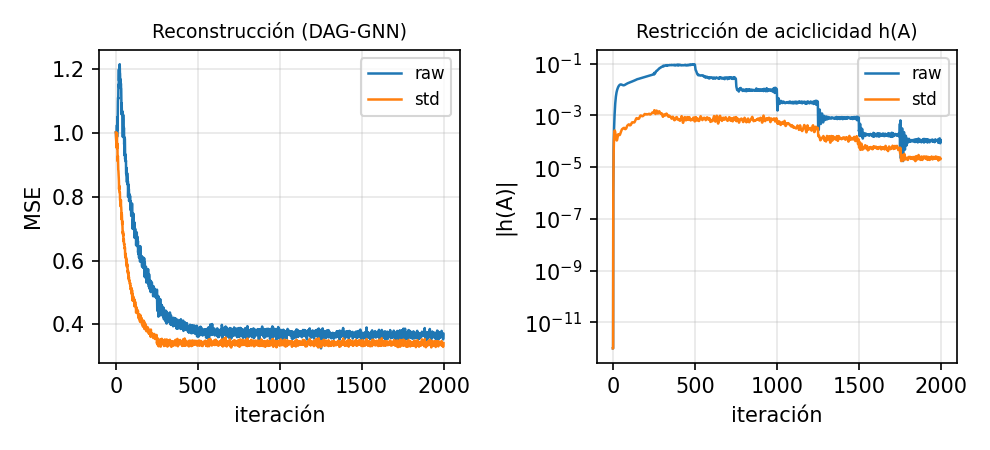 Reconstrucción (DAG-GNN)
MSE
1.2
1.0
0.8
0.6
0.4
0 500 1000 1500 2000
iteración
raw
std
Restricción de aciclicidad h(A)
|h(A)|
10⁻¹
10⁻³
10⁻⁵
10⁻⁷
10⁻⁹
10⁻¹¹
0 500 1000 1500 2000
iteración
raw
std